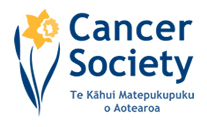 Cancer
Society
Te Kāhui Matepukupuku
o Aotearoa